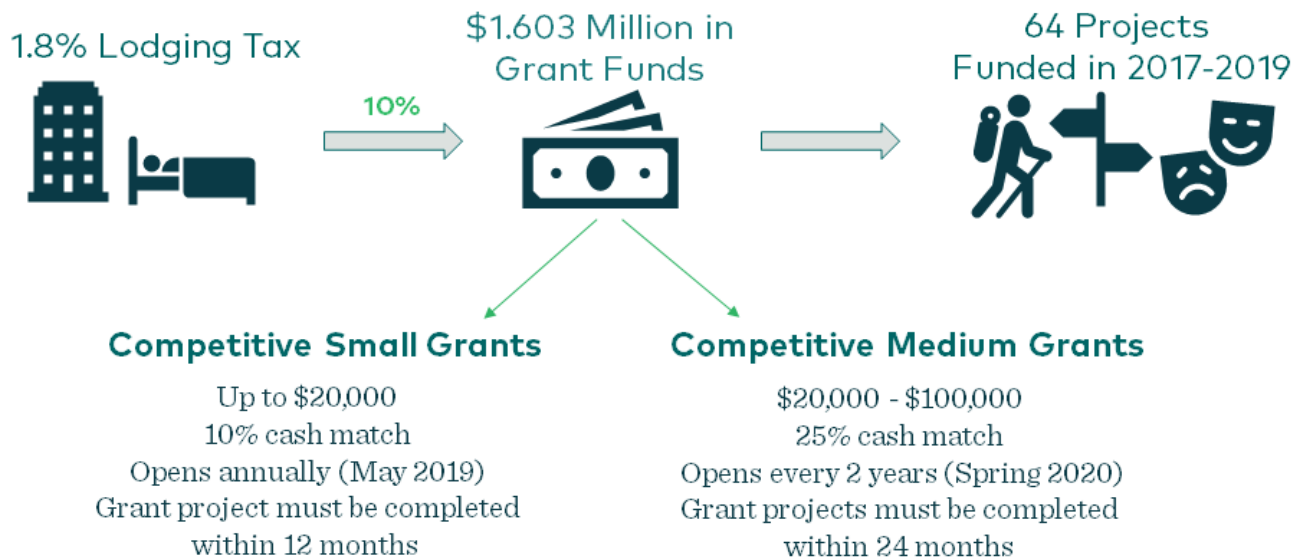 1.8% Lodging Tax
10%
$1.603 Million in
Grant Funds
64 Projects
Funded in 2017-2019
Competitive Small Grants
Up to $20,000
10% cash match
Opens annually (May 2019)
Grant project must be completed
within 12 months
Competitive Medium Grants
$20,000 - $100,000
25% cash match
Opens every 2 years (Spring 2020)
Grant projects must be completed
within 24 months